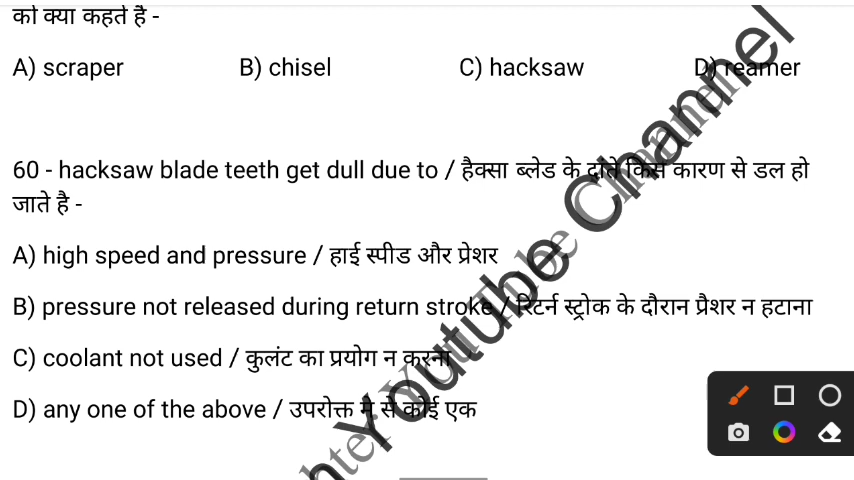 को क्या कहते है -
A) scraper B) chisel C) hacksaw D) reamer
60 - hacksaw blade teeth get dull due to / हैक्सा ब्लेड के दांते किस कारण से डल हो
जाते है -
A) high speed and pressure / हाई स्पीड और प्रेशर
B) pressure not released during return stroke / रिटर्न स्ट्रोक के दौरान प्रैशर न हटाना
C) coolant not used / कुलंट का प्रयोग न करना
D) any one of the above / उपरोक्त मे से कोई एक
Youtube Channel